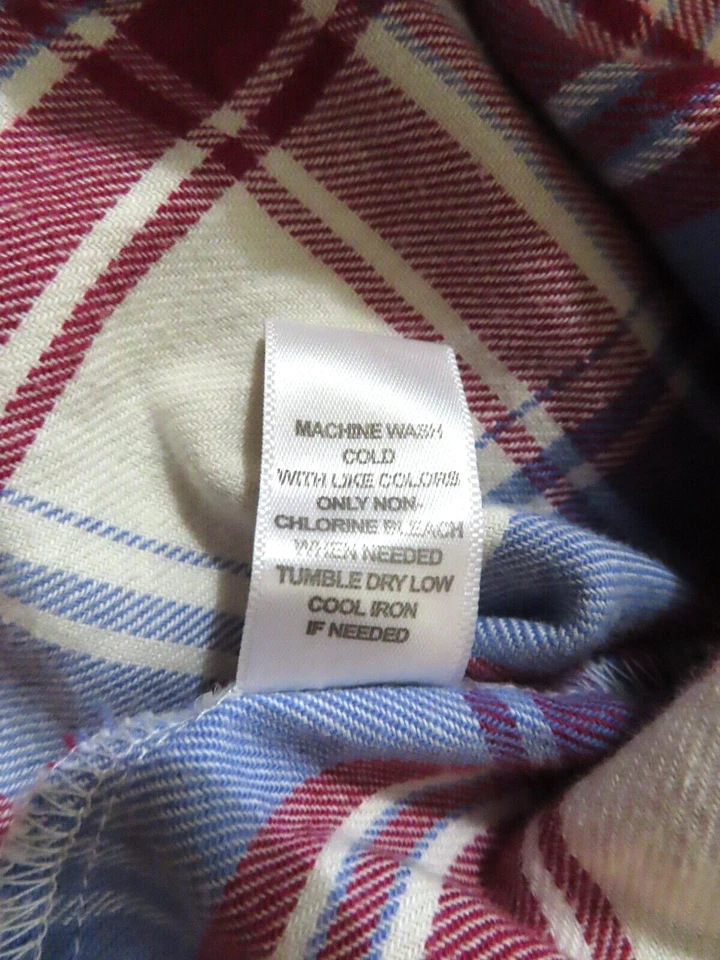 MACHINE WASH
COLD
WITH LIKE COLORS
ONLY NON-
CHLORINE BLEACH
WHEN NEEDED
TUMBLE DRY LOW
COOL IRON
IF NEEDED